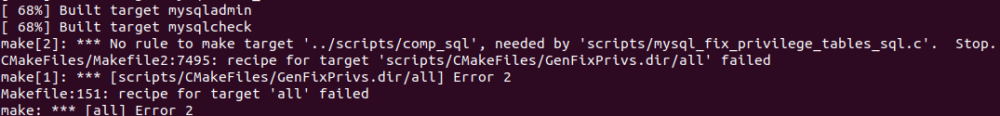 [ 68%] Built target mysqladmin
[ 68%] Built target mysqlcheck
make[2]: *** No rule to make target '../scripts/comp_sql', needed by 'scripts/mysql_fix_privilege_tables_sql.c'.  Stop.
CMakeFiles/Makefile2:7495: recipe for target 'scripts/CMakeFiles/GenFixPrivs.dir/all' failed
make[1]: *** [scripts/CMakeFiles/GenFixPrivs.dir/all] Error 2
Makefile:151: recipe for target 'all' failed
make: *** [all] Error 2